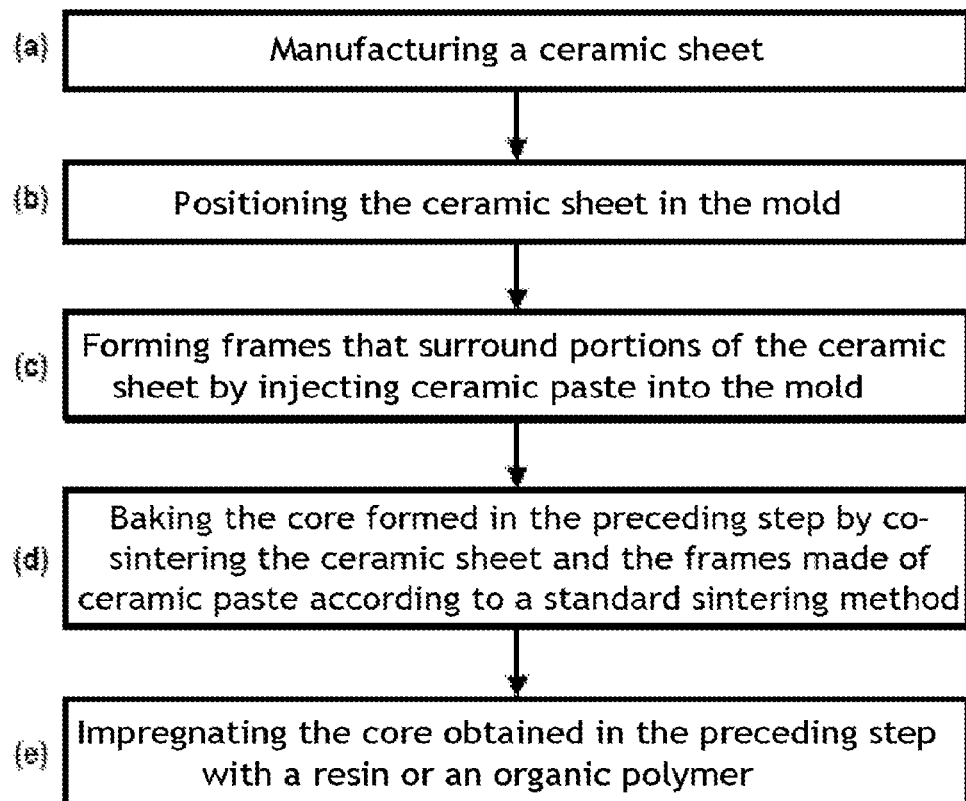 (a) Manufacturing a ceramic sheet
(b) Positioning the ceramic sheet in the mold
Forming frames that surround portions of the ceramic
(c) sheet by injecting ceramic paste into the mold
Baking the core formed in the preceding step by co-
(d) sintering the ceramic sheet and the frames made of
ceramic paste according to a standard sintering method
(e) Impregnating the core obtained in the preceding step
with a resin or an organic polymer